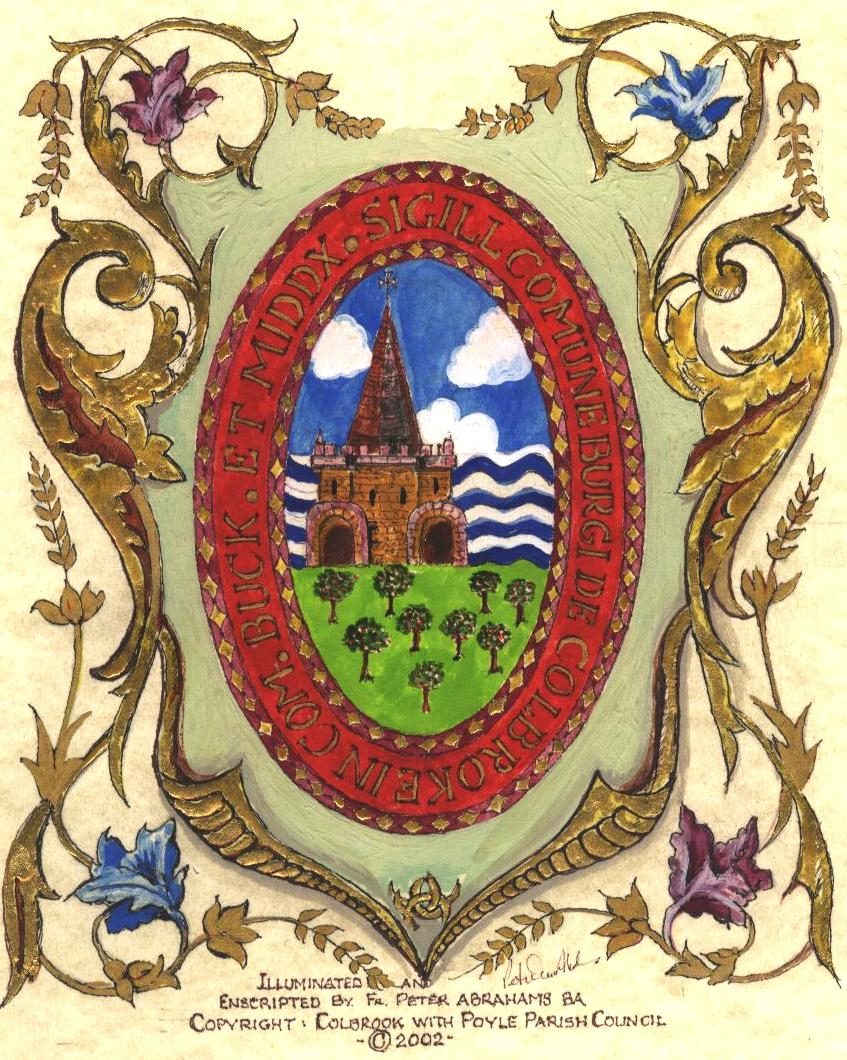 SIGILL COMUNE BURGI DE COLBROKE IN COM. BUCK. ET MIDDX.
ILLUMINATED AND
ENSCRIPTED BY FR. PETER ABRAHAMS BA
COPYRIGHT : COLBROOK WITH POYLE PARISH COUNCIL
-© 2002-